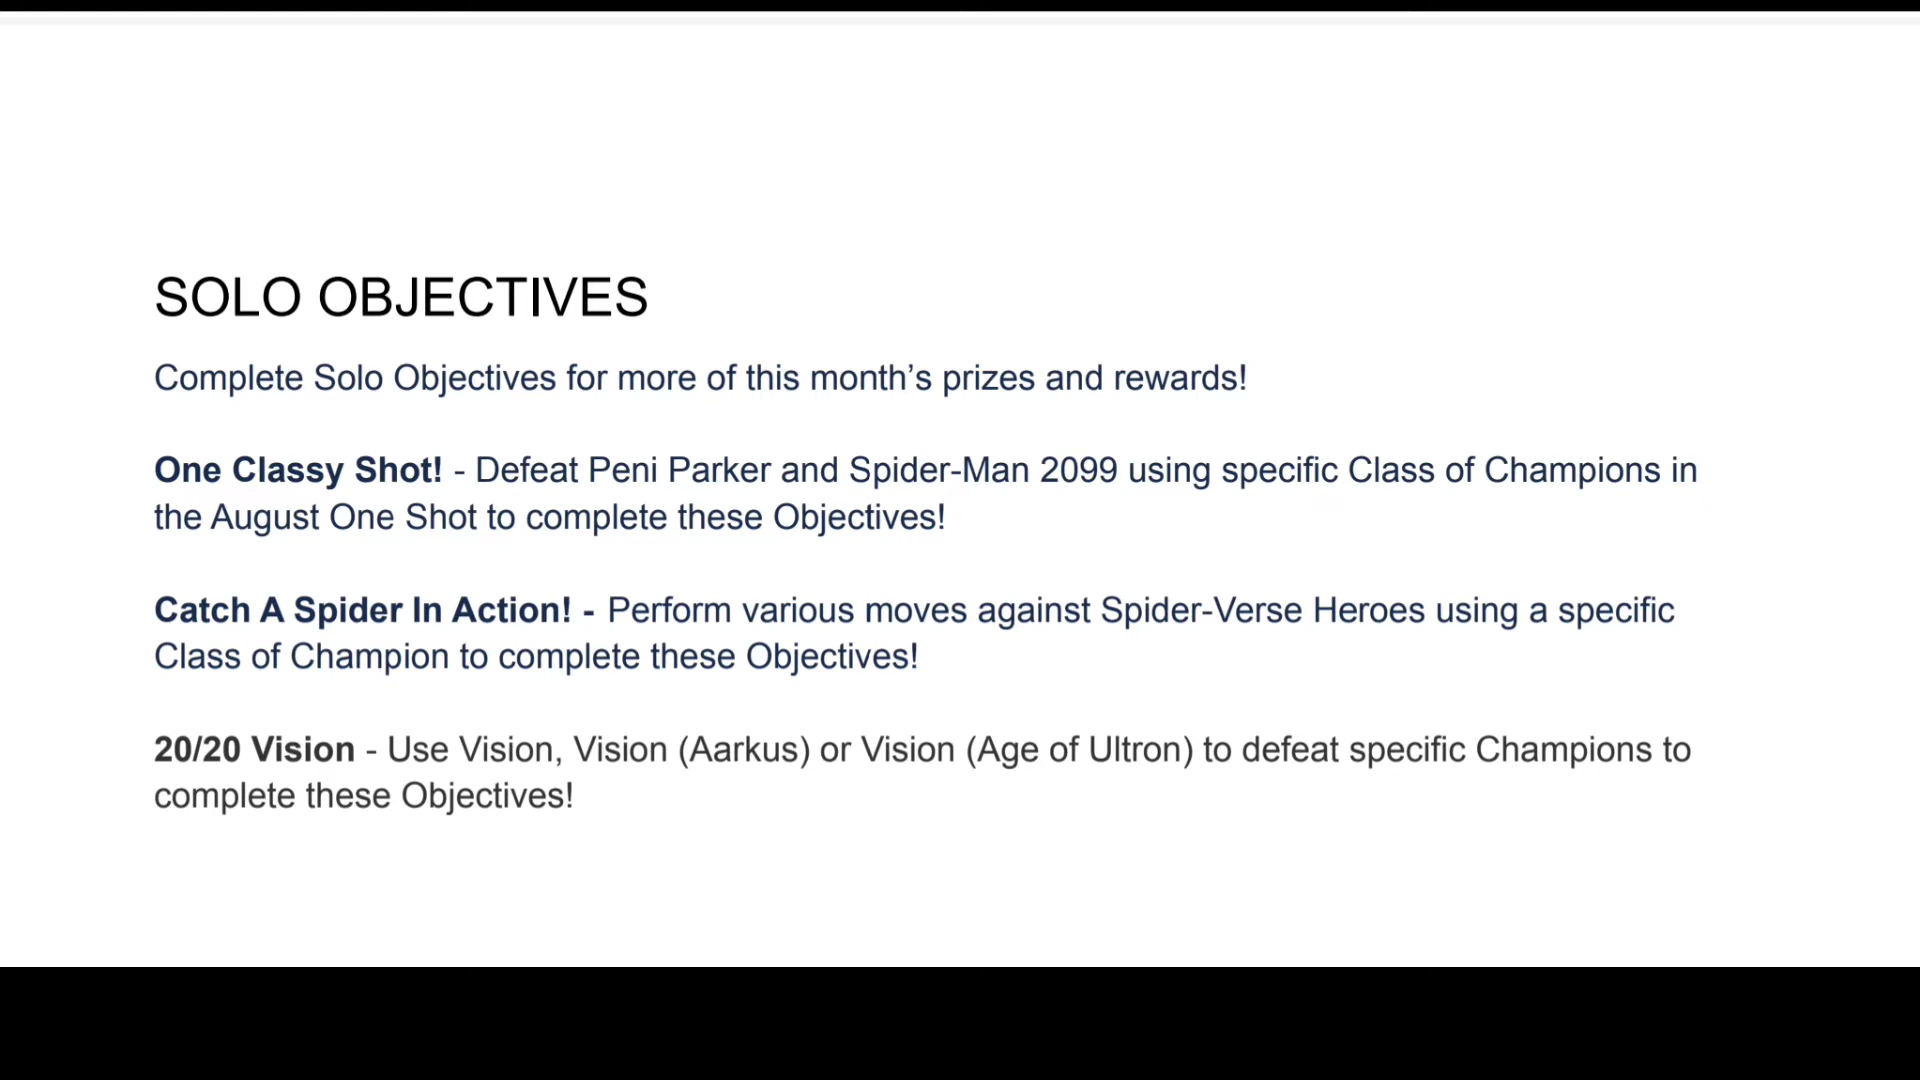 SOLO OBJECTIVES
Complete Solo Objectives for more of this month’s prizes and rewards!
One Classy Shot! - Defeat Peni Parker and Spider-Man 2099 using specific Class of Champions in
the August One Shot to complete these Objectives!
Catch A Spider In Action! - Perform various moves against Spider-Verse Heroes using a specific
Class of Champion to complete these Objectives!
20/20 Vision - Use Vision, Vision (Aarkus) or Vision (Age of Ultron) to defeat specific Champions to
complete these Objectives!